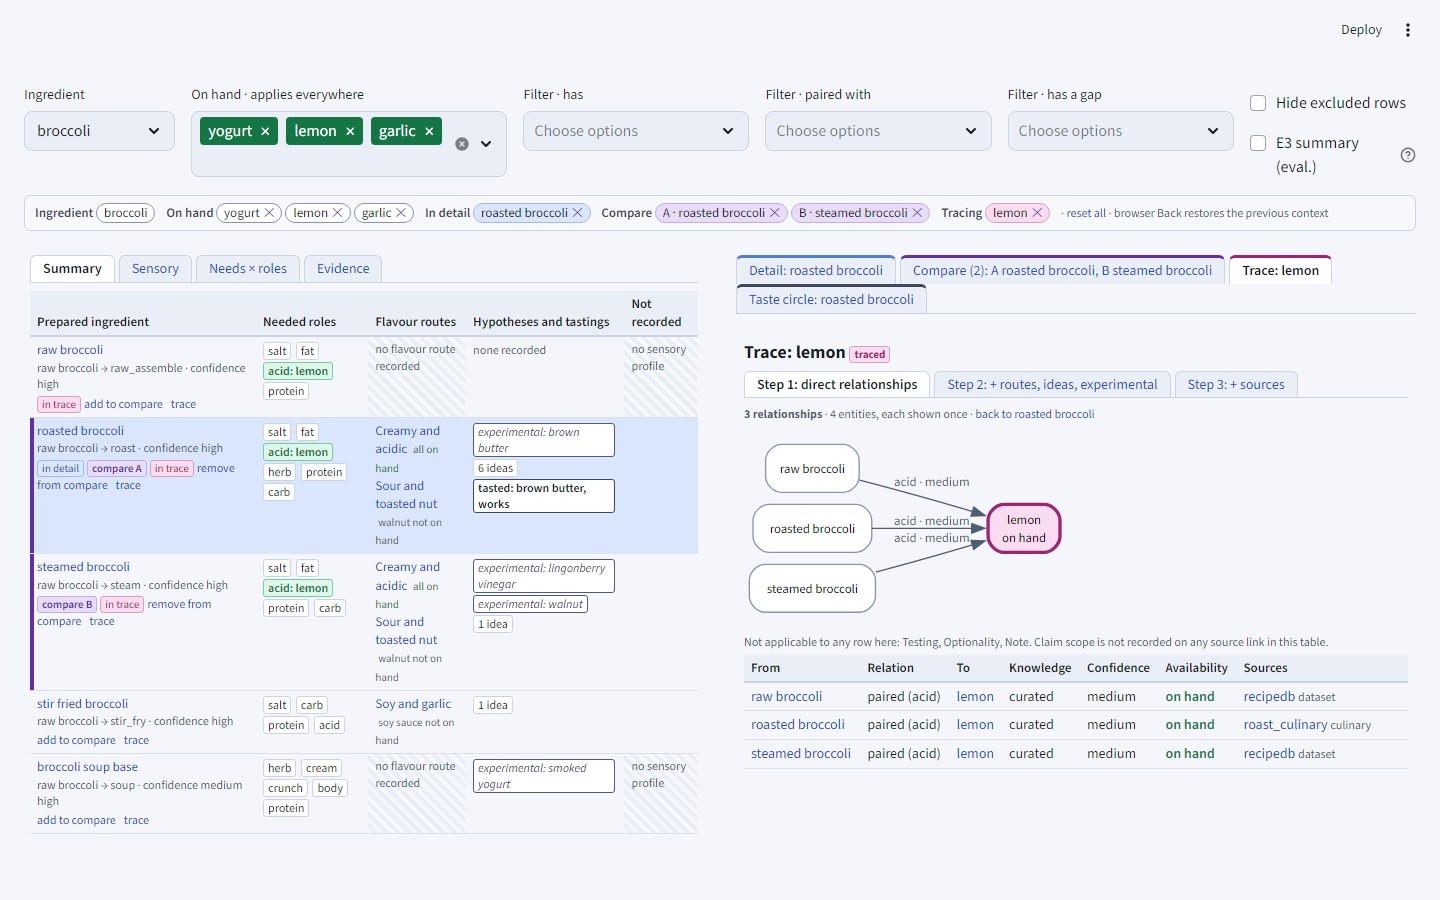 Deploy
Ingredient
On hand · applies everywhere
Filter · has
Filter · paired with
Filter · has a gap
broccoli
yogurt ×
lemon ×
garlic ×
Choose options
Choose options
Choose options
Hide excluded rows
E3 summary
(eval.)
Ingredient broccoli On hand yogurt × lemon × garlic × In detail roasted broccoli × Compare A · roasted broccoli × B · steamed broccoli × Tracing lemon × · reset all · browser Back restores the previous context
Summary
Sensory
Needs × roles
Evidence
Prepared ingredient
Needed roles
Flavour routes
Hypotheses and tastings
Not
recorded
raw broccoli
raw broccoli → raw_assemble · confidence
high
in trace add to compare trace
salt fat
acid: lemon
protein
no flavour route
recorded
none recorded
no sensory
profile
roasted broccoli
raw broccoli → roast · confidence high
in detail compare A in trace remove
from compare trace
salt fat
acid: lemon
herb protein
carb
Creamy and
acidic all on
hand
Sour and
toasted nut
walnut not on
hand
experimental: brown
butter
6 ideas
tasted: brown butter,
works
steamed broccoli
raw broccoli → steam · confidence high
compare B in trace remove from
compare trace
salt fat
acid: lemon
protein carb
Creamy and
acidic all on
hand
Sour and
toasted nut
walnut not on
hand
experimental: lingonberry
vinegar
experimental: walnut
1 idea
stir fried broccoli
raw broccoli → stir_fry · confidence high
add to compare trace
salt carb
protein acid
Soy and garlic
soy sauce not on
hand
1 idea
broccoli soup base
raw broccoli → soup · confidence medium
high
add to compare trace
herb cream
crunch body
protein
no flavour route
recorded
experimental: smoked
yogurt
no sensory
profile
Detail: roasted broccoli
Compare (2): A roasted broccoli, B steamed broccoli
Trace: lemon
Taste circle: roasted broccoli
Trace: lemon traced
Step 1: direct relationships
Step 2: + routes, ideas, experimental
Step 3: + sources
3 relationships · 4 entities, each shown once · back to roasted broccoli
raw broccoli
acid · medium
roasted broccoli
acid · medium
acid · medium
lemon
on hand
steamed broccoli
Not applicable to any row here: Testing, Optionality, Note. Claim scope is not recorded on any source link in this table.
From Relation To Knowledge Confidence Availability Sources
raw broccoli paired (acid) lemon curated medium on hand recipedb dataset
roasted broccoli paired (acid) lemon curated medium on hand roast_culinary culinary
steamed broccoli paired (acid) lemon curated medium on hand recipedb dataset